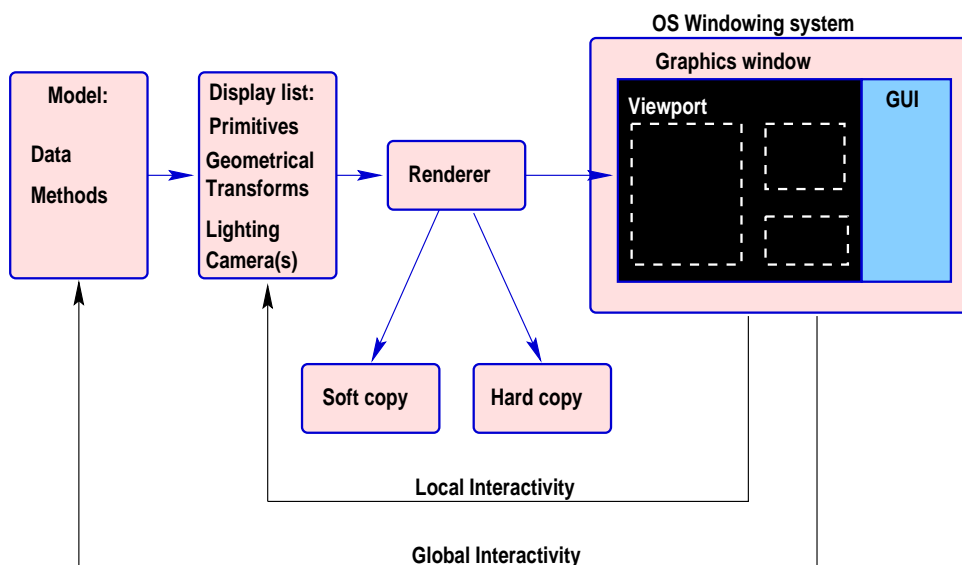 OS Windowing system
Graphics window
Model:
Data
Methods
Display list:
Primitives
Geometrical
Transforms
Lighting
Camera(s)
Renderer
Viewport
GUI
Soft copy
Hard copy
Local Interactivity
Global Interactivity